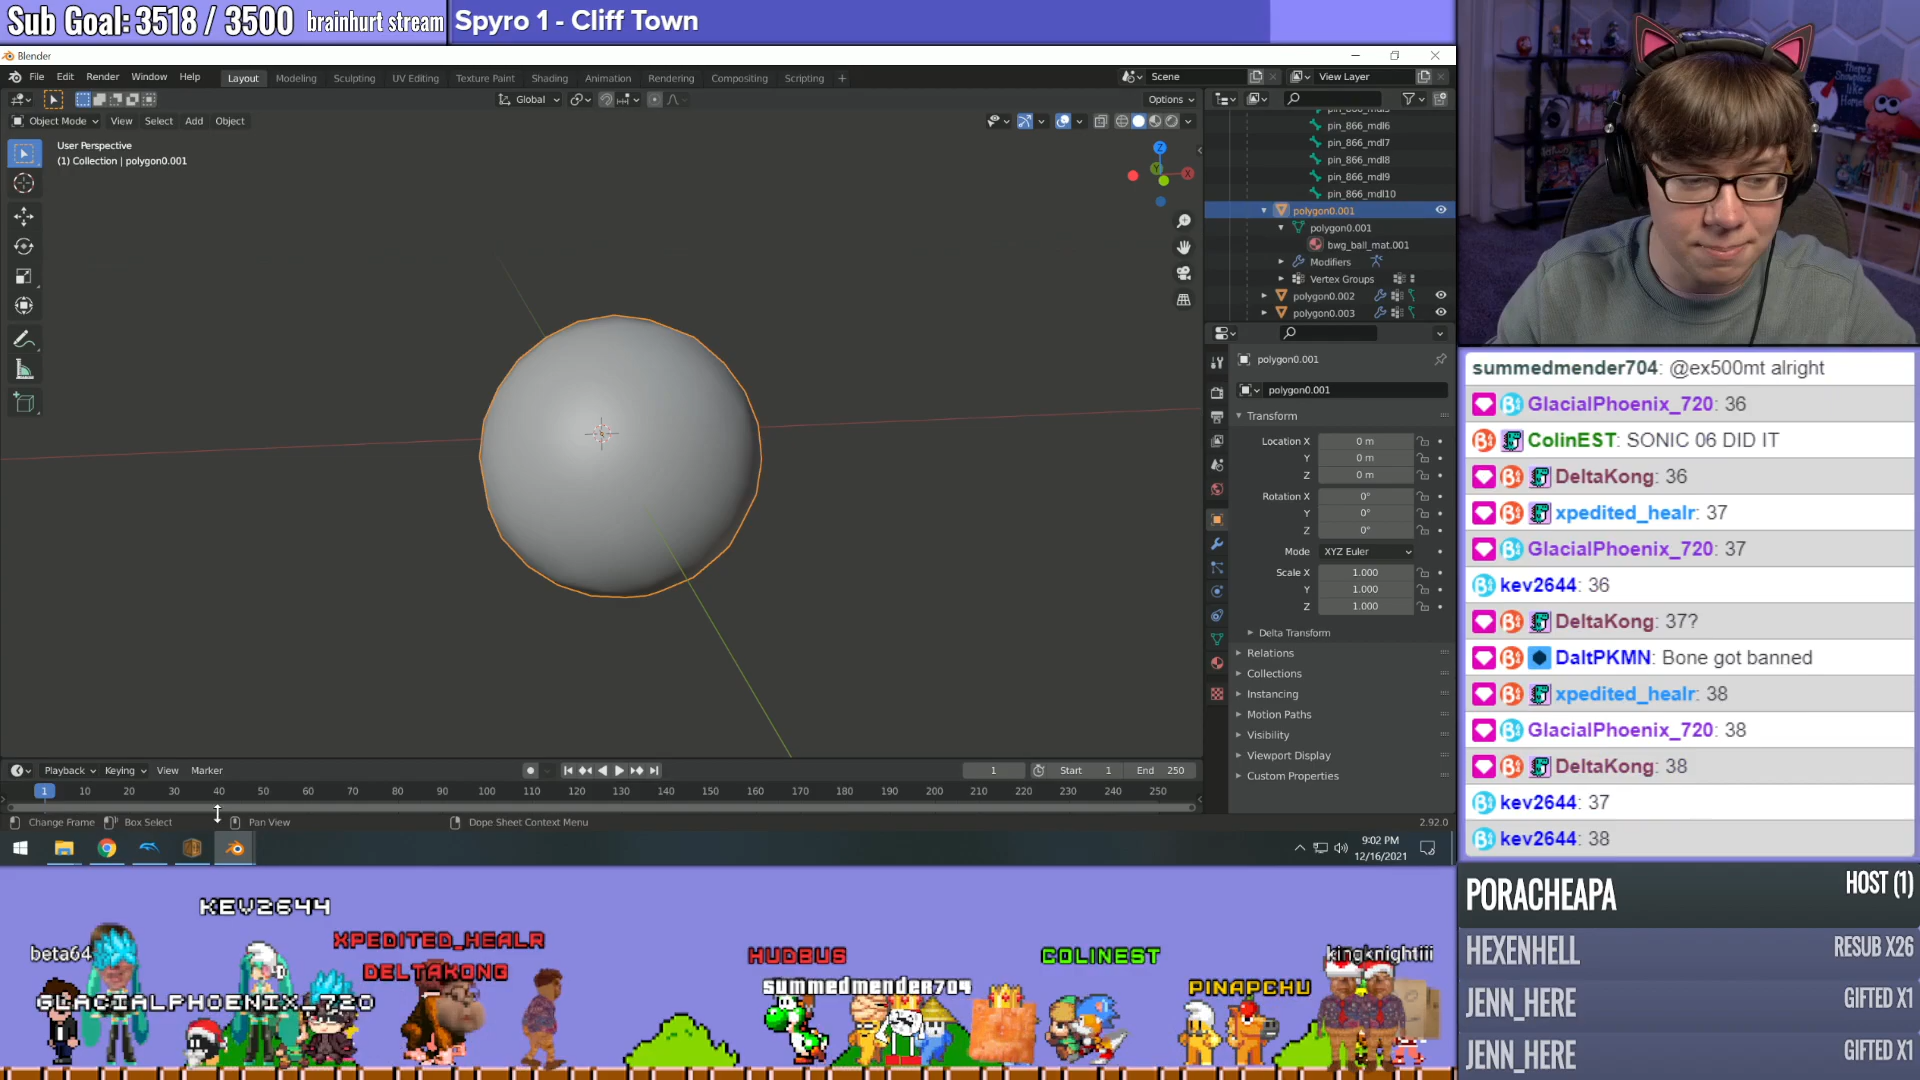 Sub Goal: 3518 / 3500 brainhurt stream
Spyro 1 - Cliff Town
Blender
File Edit Render Window Help
Layout Modeling Sculpting UV Editing Texture Paint Shading Animation Rendering Compositing Scripting +
Scene
View Layer
Global
Options
Object Mode View Select Add Object
User Perspective
(1) Collection | polygon0.001
Z
Y
X
pin_866_mdl6
pin_866_mdl7
pin_866_mdl8
pin_866_mdl9
pin_866_mdl10
polygon0.001
polygon0.001
bwg_ball_mat.001
Modifiers
Vertex Groups
polygon0.002
polygon0.003
polygon0.001
polygon0.001
Transform
Location X 0 m
Y 0 m
Z 0 m
Rotation X 0°
Y 0°
Z 0°
Mode XYZ Euler
Scale X 1.000
Y 1.000
Z 1.000
Delta Transform
Relations
Collections
Instancing
Motion Paths
Visibility
Viewport Display
Custom Properties
Playback Keying View Marker
1 Start 1 End 250
1 10 20 30 40 50 60 70 80 90 100 110 120 130 140 150 160 170 180 190 200 210 220 230 240 250
Change Frame Box Select Pan View Dope Sheet Context Menu 2.92.0
9:02 PM
12/16/2021
summedmender704: @ex500mt alright
GlacialPhoenix_720: 36
ColinEST: SONIC 06 DID IT
DeltaKong: 36
xpedited_healr: 37
GlacialPhoenix_720: 37
kev2644: 36
DeltaKong: 37?
DaltPKMN: Bone got banned
xpedited_healr: 38
GlacialPhoenix_720: 38
DeltaKong: 38
kev2644: 37
kev2644: 38
PORACHEAPA HOST (1)
HEXENHELL RESUB X26
JENN_HERE GIFTED X1
JENN_HERE GIFTED X1
KEV2644
beta64
XPEDITED_HEALR
DELTAKONG
GLACIALPHOENIX_720
HUDBUS
summedmender704
COLINEST
PINAPCHU
kingknightiii